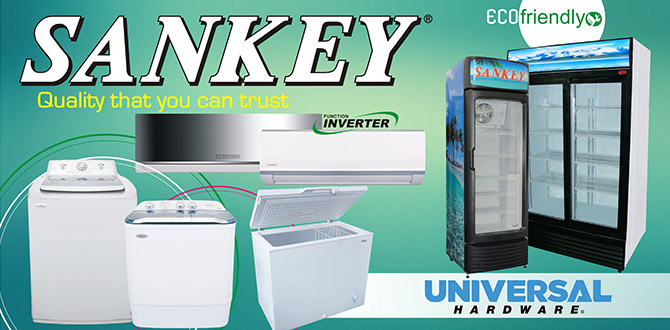 SANKEY®
Quality that you can trust
ECOfriendly
FUNCTION
INVERTER
SANKEY
UNIVERSAL
HARDWARE®